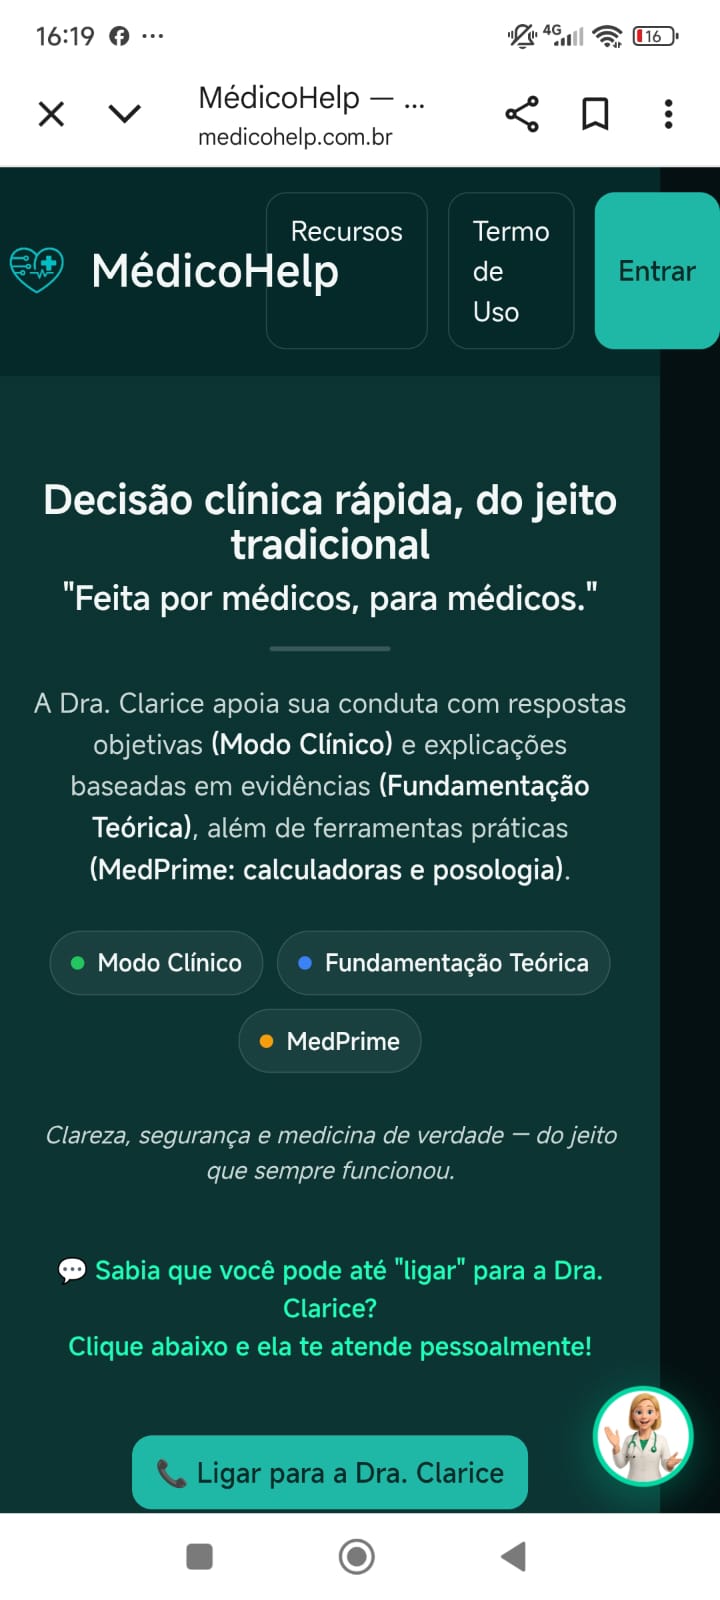 16:19
4G
16
MédicoHelp — ...
medicohelp.com.br
MédicoHelp
Recursos
Termo
de
Uso
Entrar
Decisão clínica rápida, do jeito
tradicional
"Feita por médicos, para médicos."
A Dra. Clarice apoia sua conduta com respostas
objetivas (Modo Clínico) e explicações
baseadas em evidências (Fundamentação
Teórica), além de ferramentas práticas
(MedPrime: calculadoras e posologia).
Modo Clínico
Fundamentação Teórica
MedPrime
Clareza, segurança e medicina de verdade — do jeito
que sempre funcionou.
💬 Sabia que você pode até "ligar" para a Dra.
Clarice?
Clique abaixo e ela te atende pessoalmente!
📞 Ligar para a Dra. Clarice